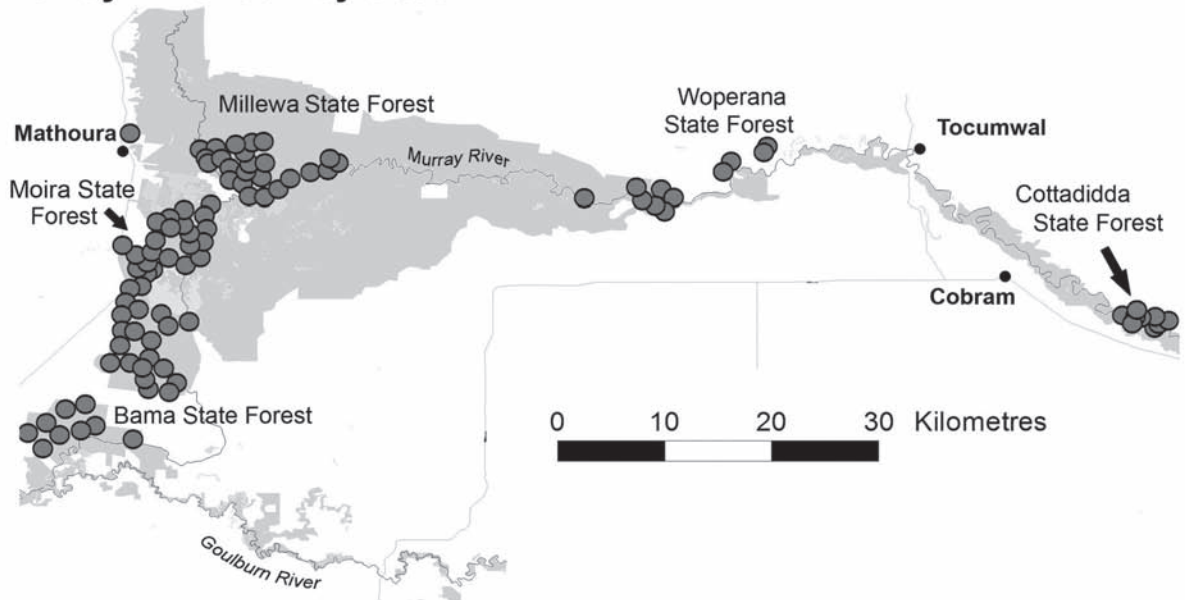 Millewa State Forest
Woperana
State Forest
Mathoura
Tocumwal
Murray River
Moira State
Forest
Cottadidda
State Forest
Cobram
Bama State Forest
0 10 20 30 Kilometres
Goulburn River